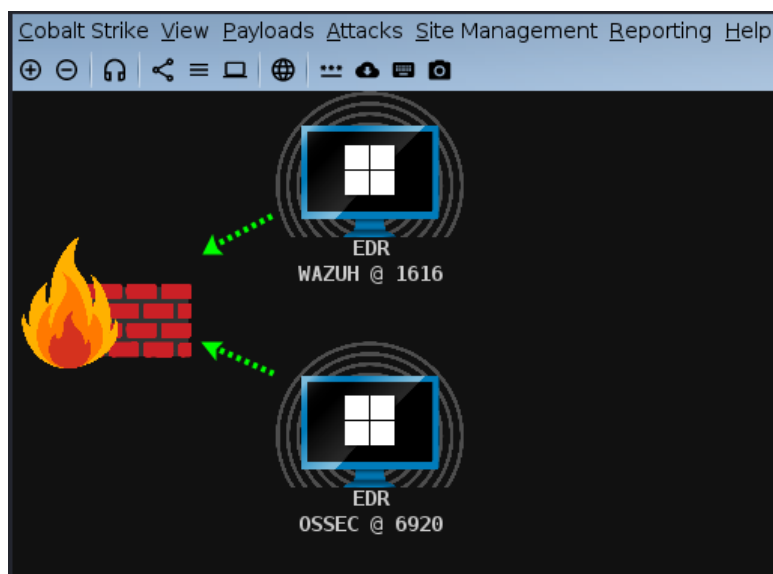 Cobalt Strike View Payloads Attacks Site Management Reporting Help
EDR
WAZUH @ 1616
EDR
OSSEC @ 6920